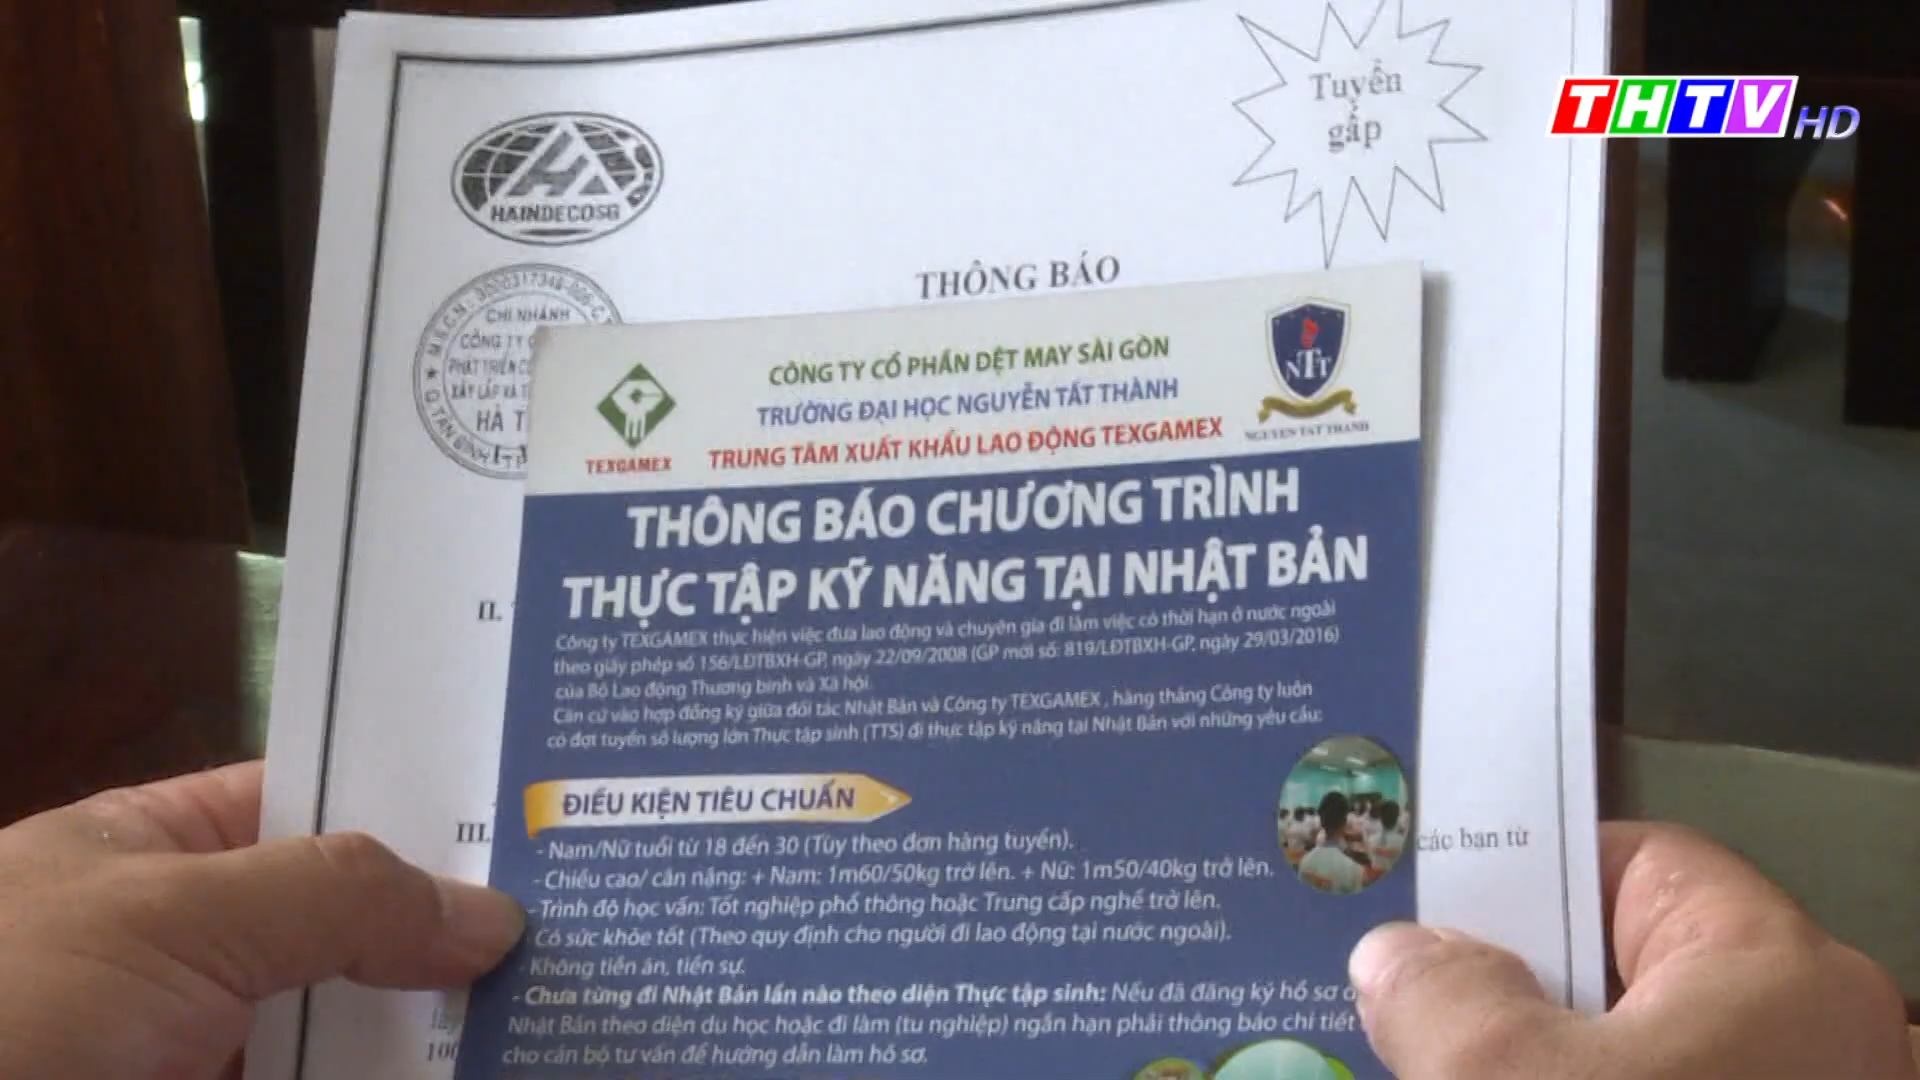 THTV HD
Tuyển
gấp
HAINDECOSG
THÔNG BÁO
CHI NHÁNH
CÔNG TY
PHÁT TRIỂN
XÂY LẮP VÀ
HÀ
Q.TÂN BÌNH
TEXGAMEX
CÔNG TY CỔ PHẦN DỆT MAY SÀI GÒN
TRƯỜNG ĐẠI HỌC NGUYỄN TẤT THÀNH
TRUNG TÂM XUẤT KHẨU LAO ĐỘNG TEXGAMEX
NTT
NGUYEN TAT THANH
THÔNG BÁO CHƯƠNG TRÌNH
THỰC TẬP KỸ NĂNG TẠI NHẬT BẢN
Công ty TEXGAMEX thực hiện việc đưa lao động và chuyên gia đi làm việc có thời hạn ở nước ngoài
theo giấy phép số 156/LĐTBXH-GP, ngày 22/09/2008 (GP mới số: 819/LĐTBXH-GP, ngày 29/03/2016)
của Bộ Lao động Thương binh và Xã hội.
Căn cứ vào hợp đồng ký giữa đối tác Nhật Bản và Công ty TEXGAMEX, hàng tháng Công ty luôn
có đợt tuyển số lượng lớn Thực tập sinh (TTS) đi thực tập kỹ năng tại Nhật Bản với những yêu cầu:
II.
ĐIỀU KIỆN TIÊU CHUẨN
III.
các bạn từ
- Nam/Nữ tuổi từ 18 đến 30 (Tùy theo đơn hàng tuyển).
- Chiều cao/ cân nặng: + Nam: 1m60/50kg trở lên. + Nữ: 1m50/40kg trở lên.
- Trình độ học vấn: Tốt nghiệp phổ thông hoặc Trung cấp nghề trở lên.
- Có sức khỏe tốt (Theo quy định cho người đi lao động tại nước ngoài).
- Không tiền án, tiền sự.
- Chưa từng đi Nhật Bản lần nào theo diện Thực tập sinh: Nếu đã đăng ký hồ sơ
Nhật Bản theo diện du học hoặc đi làm (tu nghiệp) ngắn hạn phải thông báo chi tiết
cho cán bộ tư vấn để hướng dẫn làm hồ sơ.